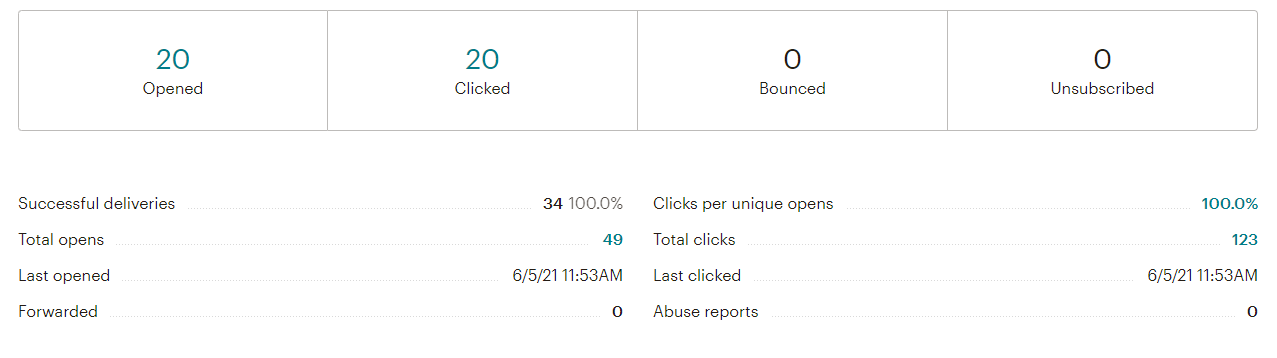 20
Opened
20
Clicked
0
Bounced
0
Unsubscribed
Successful deliveries 34 100.0%
Clicks per unique opens 100.0%
Total opens 49
Total clicks 123
Last opened 6/5/21 11:53AM
Last clicked 6/5/21 11:53AM
Forwarded 0
Abuse reports 0